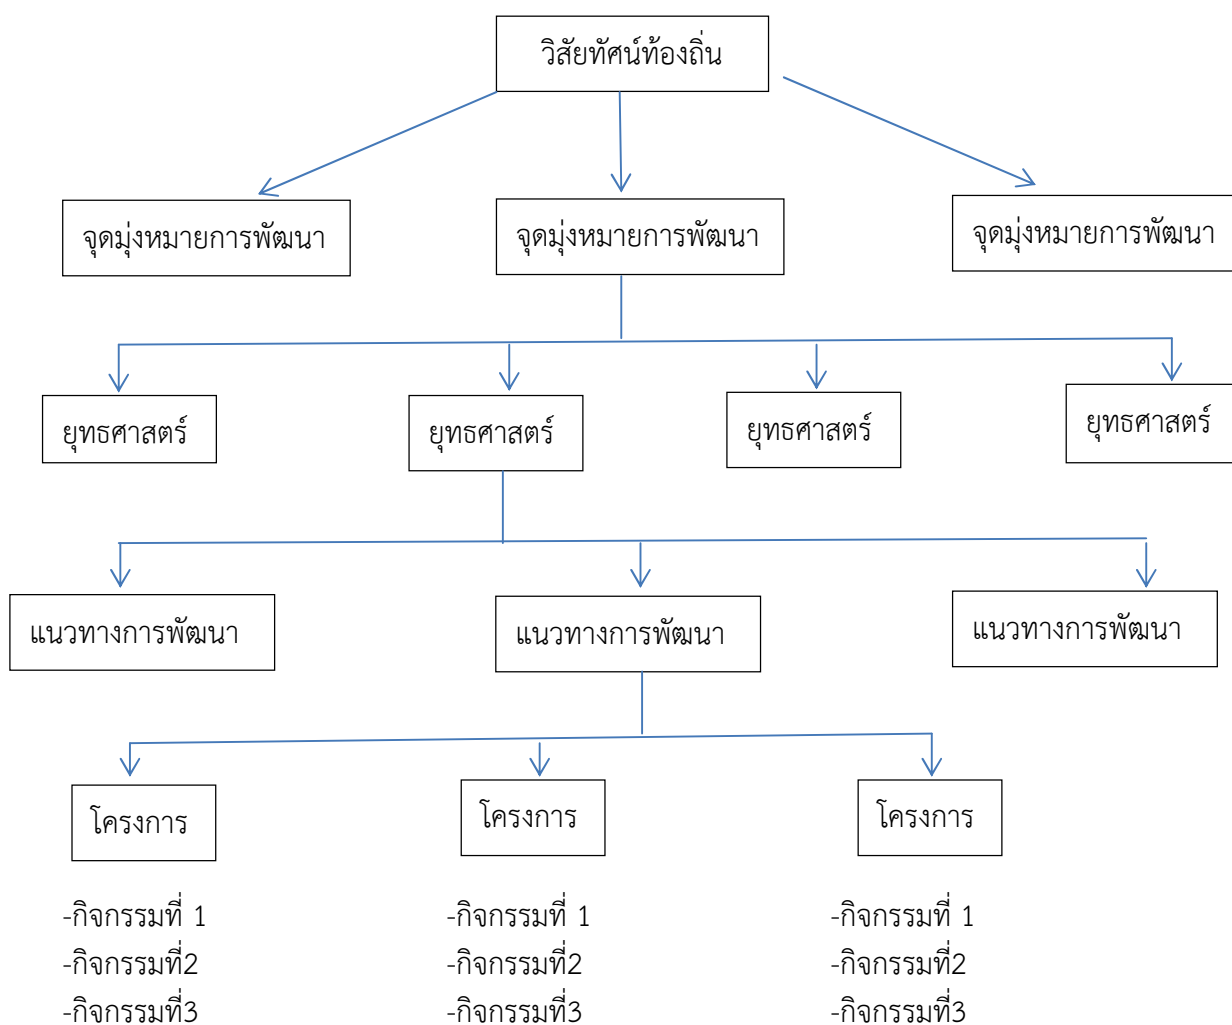 วิสัยทัศน์ท้องถิ่น
จุดมุ่งหมายการพัฒนา
จุดมุ่งหมายการพัฒนา
จุดมุ่งหมายการพัฒนา
ยุทธศาสตร์
ยุทธศาสตร์
ยุทธศาสตร์
ยุทธศาสตร์
แนวทางการพัฒนา
แนวทางการพัฒนา
แนวทางการพัฒนา
โครงการ
โครงการ
โครงการ
-กิจกรรมที่ 1
-กิจกรรมที่2
-กิจกรรมที่3
-กิจกรรมที่ 1
-กิจกรรมที่2
-กิจกรรมที่3
-กิจกรรมที่ 1
-กิจกรรมที่2
-กิจกรรมที่3